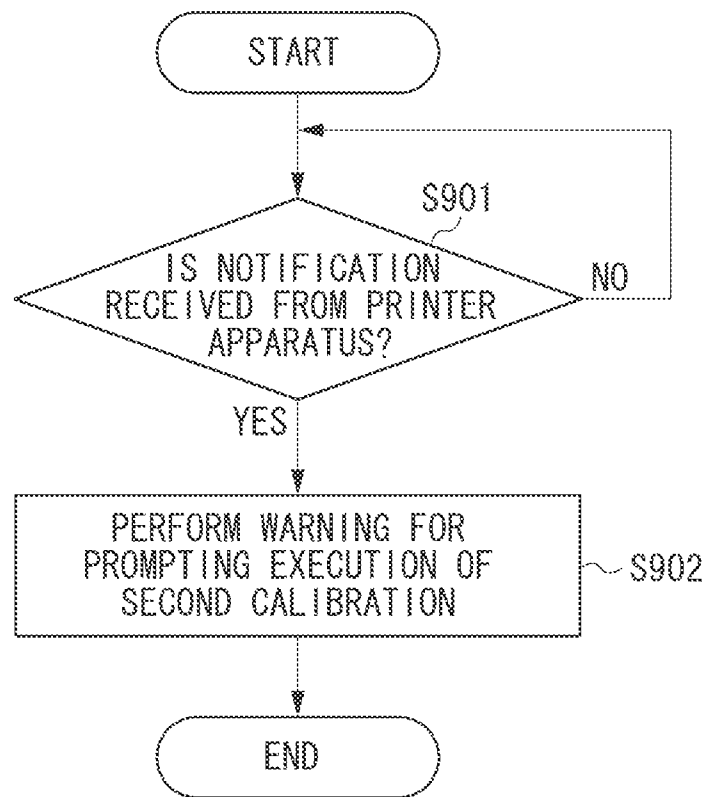 START
S901
IS NOTIFICATION
RECEIVED FROM PRINTER
APPARATUS?
NO
YES
PERFORM WARNING FOR
PROMPTING EXECUTION OF
SECOND CALIBRATION
S902
END